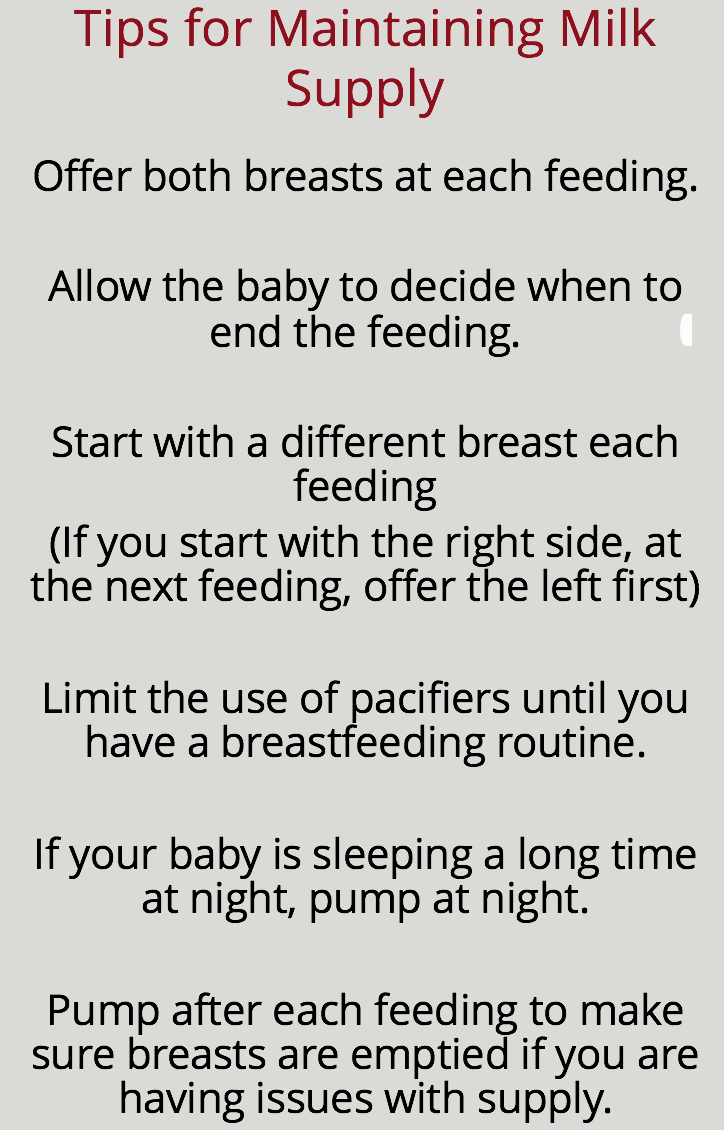 Tips for Maintaining Milk
Supply
Offer both breasts at each feeding.
Allow the baby to decide when to
end the feeding.
Start with a different breast each
feeding
(If you start with the right side, at
the next feeding, offer the left first)
Limit the use of pacifiers until you
have a breastfeeding routine.
If your baby is sleeping a long time
at night, pump at night.
Pump after each feeding to make
sure breasts are emptied if you are
having issues with supply.